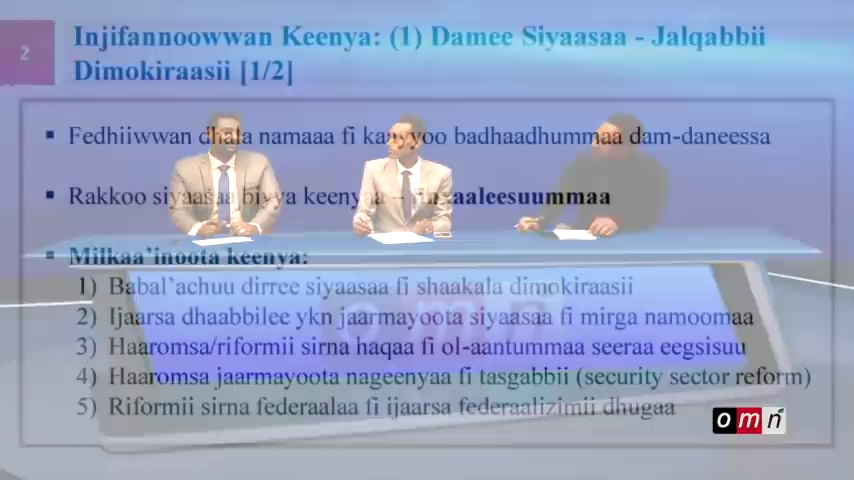 2
Injifannoowwan Keenya: (1) Damee Siyaasaa - Jalqabbii
Dimokiraasii [1/2]
▪ Fedhiiwwan dhala namaaa fi badhaadhummaa dam-daneessa
▪ Rakkoo siyaasaa biyya keenyaa –
▪ Milkaa'inoota keenya:
1) Babal'achuu dirree siyaasaa fi shaakala dimokiraasii
2) Ijaarsa dhaabbilee ykn jaarmayoota siyaasaa fi mirga namoomaa
3) Haaromsa/riformii sirna haqaa fi ol-aantummaa seeraa eegsisuu
4) Haaromsa jaarmayoota nageenyaa fi tasgabbii (security sector reform)
5) Riformii sirna federaalaa fi ijaarsa federaalizimii dhugaa
omn